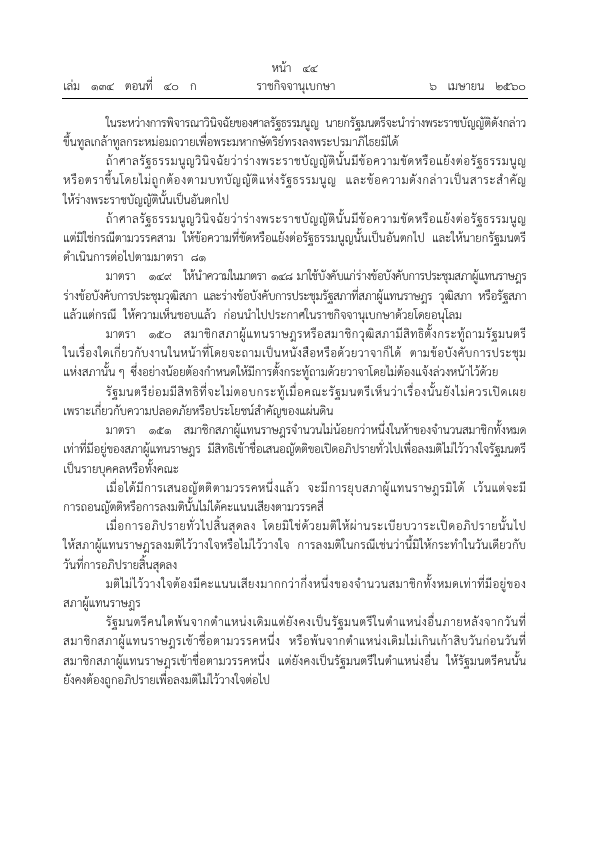 หน้า ๔๔
เล่ม ๑๓๔ ตอนที่ ๔๐ ก ราชกิจจานุเบกษา ๖ เมษายน ๒๕๖๐
ในระหว่างการพิจารณาวินิจฉัยของศาลรัฐธรรมนูญ นายกรัฐมนตรีจะนำร่างพระราชบัญญัติดังกล่าว
ขึ้นทูลเกล้าทูลกระหม่อมถวายเพื่อพระมหากษัตริย์ทรงลงพระปรมาภิไธยมิได้
ถ้าศาลรัฐธรรมนูญวินิจฉัยว่าร่างพระราชบัญญัตินั้นมีข้อความขัดหรือแย้งต่อรัฐธรรมนูญ
หรือตราขึ้นโดยไม่ถูกต้องตามบทบัญญัติแห่งรัฐธรรมนูญ และข้อความดังกล่าวเป็นสาระสำคัญ
ให้ร่างพระราชบัญญัตินั้นเป็นอันตกไป
ถ้าศาลรัฐธรรมนูญวินิจฉัยว่าร่างพระราชบัญญัตินั้นมีข้อความขัดหรือแย้งต่อรัฐธรรมนูญ
แต่มิใช่กรณีตามวรรคสาม ให้ข้อความที่ขัดหรือแย้งต่อรัฐธรรมนูญนั้นเป็นอันตกไป และให้นายกรัฐมนตรี
ดำเนินการต่อไปตามมาตรา ๘๑
มาตรา ๑๔๙ ให้นำความในมาตรา ๑๔๘ มาใช้บังคับแก่ร่างข้อบังคับการประชุมสภาผู้แทนราษฎร
ร่างข้อบังคับการประชุมวุฒิสภา และร่างข้อบังคับการประชุมรัฐสภาที่สภาผู้แทนราษฎร วุฒิสภา หรือรัฐสภา
แล้วแต่กรณี ให้ความเห็นชอบแล้ว ก่อนนำไปประกาศในราชกิจจานุเบกษาด้วยโดยอนุโลม
มาตรา ๑๕๐ สมาชิกสภาผู้แทนราษฎรหรือสมาชิกวุฒิสภามีสิทธิตั้งกระทู้ถามรัฐมนตรี
ในเรื่องใดเกี่ยวกับงานในหน้าที่โดยจะถามเป็นหนังสือหรือด้วยวาจาก็ได้ ตามข้อบังคับการประชุม
แห่งสภานั้น ๆ ซึ่งอย่างน้อยต้องกำหนดให้มีการตั้งกระทู้ถามด้วยวาจาโดยไม่ต้องแจ้งล่วงหน้าไว้ด้วย
รัฐมนตรีย่อมมีสิทธิที่จะไม่ตอบกระทู้เมื่อคณะรัฐมนตรีเห็นว่าเรื่องนั้นยังไม่ควรเปิดเผย
เพราะเกี่ยวกับความปลอดภัยหรือประโยชน์สำคัญของแผ่นดิน
มาตรา ๑๕๑ สมาชิกสภาผู้แทนราษฎรจำนวนไม่น้อยกว่าหนึ่งในห้าของจำนวนสมาชิกทั้งหมด
เท่าที่มีอยู่ของสภาผู้แทนราษฎร มีสิทธิเข้าชื่อเสนอญัตติขอเปิดอภิปรายทั่วไปเพื่อลงมติไม่ไว้วางใจรัฐมนตรี
เป็นรายบุคคลหรือทั้งคณะ
เมื่อได้มีการเสนอญัตติตามวรรคหนึ่งแล้ว จะมีการยุบสภาผู้แทนราษฎรมิได้ เว้นแต่จะมี
การถอนญัตติหรือการลงมตินั้นไม่ได้คะแนนเสียงตามวรรคสี่
เมื่อการอภิปรายทั่วไปสิ้นสุดลง โดยมิใช่ด้วยมติให้ผ่านระเบียบวาระเปิดอภิปรายนั้นไป
ให้สภาผู้แทนราษฎรลงมติไว้วางใจหรือไม่ไว้วางใจ การลงมติในกรณีเช่นว่านี้มิให้กระทำในวันเดียวกับ
วันที่การอภิปรายสิ้นสุดลง
มติไม่ไว้วางใจต้องมีคะแนนเสียงมากกว่ากึ่งหนึ่งของจำนวนสมาชิกทั้งหมดเท่าที่มีอยู่ของ
สภาผู้แทนราษฎร
รัฐมนตรีคนใดพ้นจากตำแหน่งเดิมแต่ยังคงเป็นรัฐมนตรีในตำแหน่งอื่นภายหลังจากวันที่
สมาชิกสภาผู้แทนราษฎรเข้าชื่อตามวรรคหนึ่ง หรือพ้นจากตำแหน่งเดิมไม่เกินเก้าสิบวันก่อนวันที่
สมาชิกสภาผู้แทนราษฎรเข้าชื่อตามวรรคหนึ่ง แต่ยังคงเป็นรัฐมนตรีในตำแหน่งอื่น ให้รัฐมนตรีคนนั้น
ยังคงต้องถูกอภิปรายเพื่อลงมติไม่ไว้วางใจต่อไป